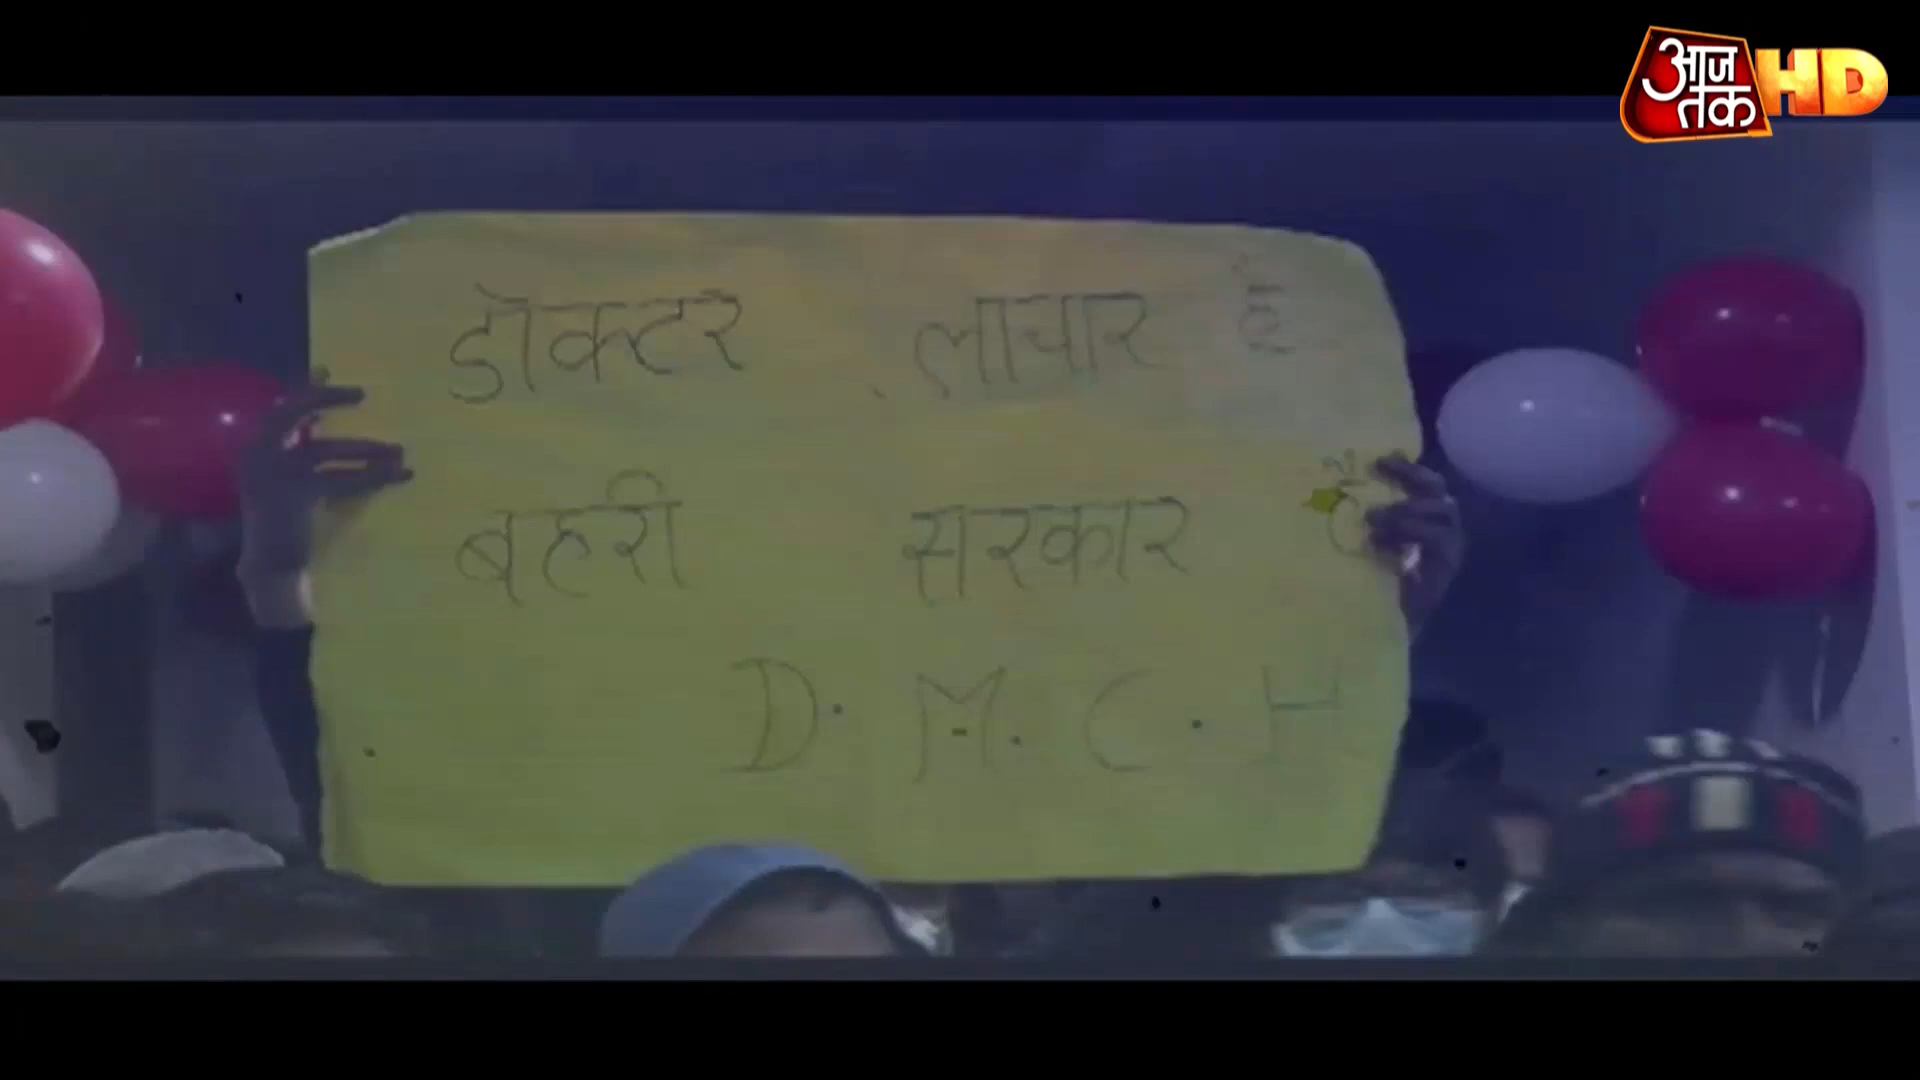 आज
तक HD
डॉक्टर लाचार है
बहरी सरकार है
D. M. C. H